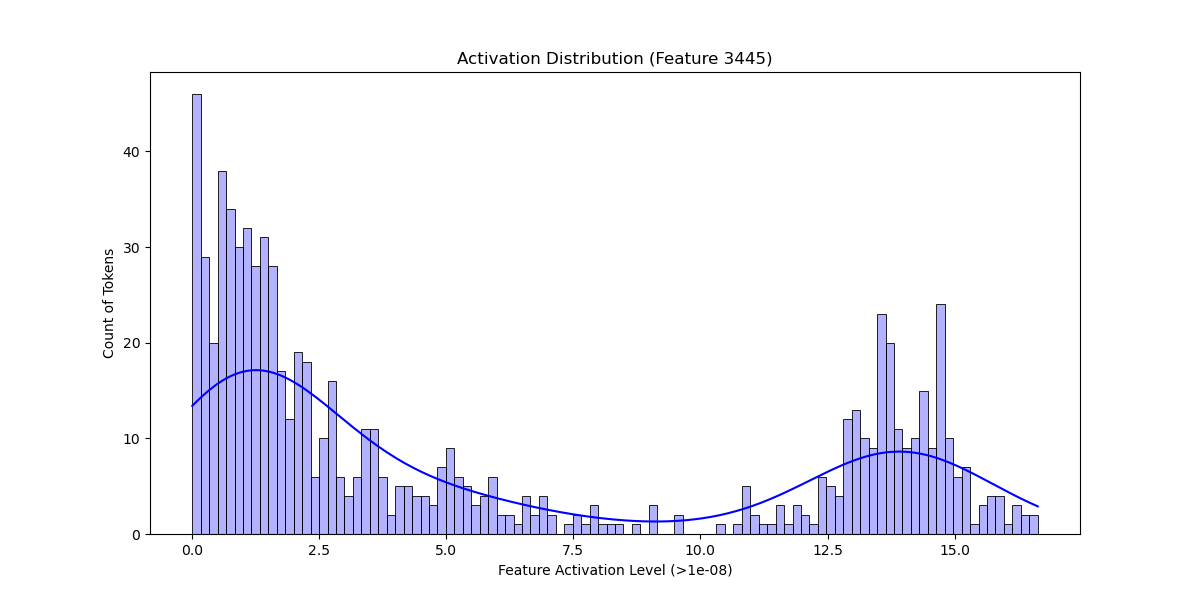 Activation Distribution (Feature 3445)
Count of Tokens
40
30
20
10
0
0.0 2.5 5.0 7.5 10.0 12.5 15.0
Feature Activation Level (>1e-08)